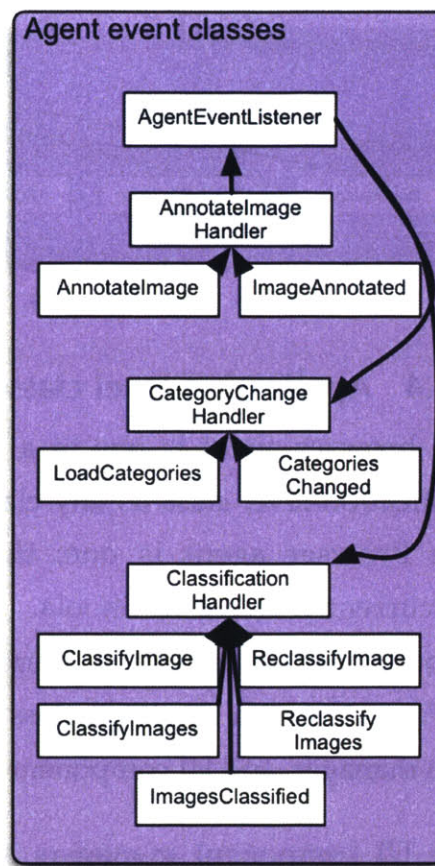 Agent event classes
AgentEventListener
AnnotateImage
Handler
AnnotateImage
ImageAnnotated
CategoryChange
Handler
LoadCategories
Categories
Changed
Classification
Handler
ClassifyImage
ReclassifyImage
ClassifyImages
Reclassify
Images
ImagesClassified